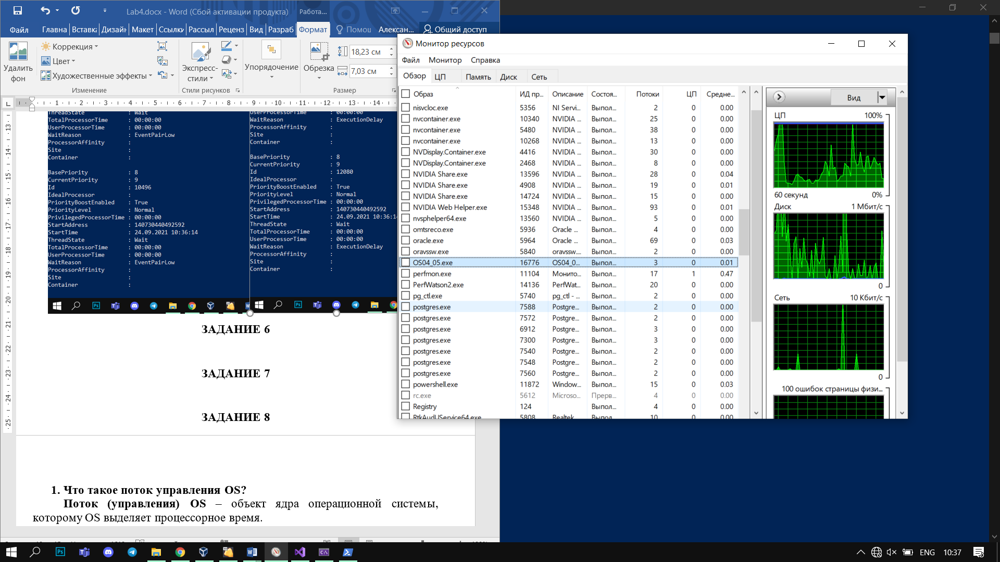 Lab4.docx - Word (Сбой активации продукта)
Работа...
Файл
Главна
Вставка
Дизайн
Макет
Ссылки
Рассыл
Реценз
Вид
Разраб
Формат
Помощ
Алексан...
Общий доступ
Удалить фон
Коррекция
Цвет
Художественные эффекты
Изменение
Экспресс-стили
Стили рисунков
Упорядочение
Обрезка
18,23 см
7,03 см
Размер
1 2 3 4 5 6 7 8 9 10 11 12 13 14
13 14 15 16 17 18 19 20 21 22 23 24 25
ThreadState : Wait
TotalProcessorTime : 00:00:00
UserProcessorTime : 00:00:00
WaitReason : EventPairLow
ProcessorAffinity :
Site :
Container :
BasePriority : 8
CurrentPriority : 9
Id : 10496
IdealProcessor :
PriorityBoostEnabled : True
PriorityLevel : Normal
PrivilegedProcessorTime : 00:00:00
StartAddress : 140730440492592
StartTime : 24.09.2021 10:36:14
ThreadState : Wait
TotalProcessorTime : 00:00:00
UserProcessorTime : 00:00:00
WaitReason : EventPairLow
ProcessorAffinity :
Site :
Container :
UserProcessorTime : 00:00:00
WaitReason : ExecutionDelay
ProcessorAffinity :
Site :
Container :
BasePriority : 8
CurrentPriority : 9
Id : 12080
IdealProcessor :
PriorityBoostEnabled : True
PriorityLevel : Normal
PrivilegedProcessorTime : 00:00:00
StartAddress : 140730440492592
StartTime : 24.09.2021 10:36:14
ThreadState : Wait
TotalProcessorTime : 00:00:00
UserProcessorTime : 00:00:00
WaitReason : ExecutionDelay
ProcessorAffinity :
Site :
Container :
ЗАДАНИЕ 6
ЗАДАНИЕ 7
ЗАДАНИЕ 8
1. Что такое поток управления OS?
Поток (управления) OS – объект ядра операционной системы,
которому OS выделяет процессорное время.
Монитор ресурсов
Файл Монитор Справка
Обзор ЦП Память Диск Сеть
Образ ИД пр... Описание Состоя... Потоки ЦП Средне...
nisvcloc.exe 5356 NI Servi... Выпол... 2 0 0.00
nvcontainer.exe 10340 NVIDIA ... Выпол... 25 0 0.00
nvcontainer.exe 5480 NVIDIA ... Выпол... 38 0 0.00
nvcontainer.exe 10268 NVIDIA ... Выпол... 13 0 0.00
NVDisplay.Container.exe 4416 NVIDIA ... Выпол... 30 0 0.00
NVDisplay.Container.exe 2468 NVIDIA ... Выпол... 8 0 0.00
NVIDIA Share.exe 13596 NVIDIA ... Выпол... 28 0 0.04
NVIDIA Share.exe 4908 NVIDIA ... Выпол... 19 0 0.01
NVIDIA Share.exe 14724 NVIDIA ... Выпол... 15 0 0.00
NVIDIA Web Helper.exe 15348 NVIDIA ... Выпол... 93 0 0.01
nvsphelper64.exe 13560 NVIDIA ... Выпол... 5 0 0.00
omtsreco.exe 5936 Oracle ... Выпол... 4 0 0.00
oracle.exe 5964 Oracle ... Выпол... 69 0 0.03
oravssw.exe 5840 oravssw.... Выпол... 2 0 0.00
OS04_05.exe 16776 OS04_0... Выпол... 3 0 0.01
perfmon.exe 11104 Монито... Выпол... 17 1 0.47
PerfWatson2.exe 14136 PerfWat... Выпол... 20 0 0.00
pg_ctl.exe 5740 pg_ctl - ... Выпол... 2 0 0.00
postgres.exe 7588 Postgre... Выпол... 2 0 0.00
postgres.exe 7572 Postgre... Выпол... 2 0 0.00
postgres.exe 6912 Postgre... Выпол... 3 0 0.00
postgres.exe 7300 Postgre... Выпол... 3 0 0.00
postgres.exe 7540 Postgre... Выпол... 2 0 0.00
postgres.exe 7548 Postgre... Выпол... 2 0 0.00
postgres.exe 7560 Postgre... Выпол... 2 0 0.00
powershell.exe 11872 Window... Выпол... 15 0 0.03
rc.exe 5612 Microso... Прерв... 4 0 0.00
Registry 124 Выпол... 4 0 0.00
RtkAudUService64.exe 5808 Realtek Выпол 10 0 0.00
Вид
ЦП 100%
60 секунд 0%
Диск 1 Мбит/с
0
Сеть 10 Кбит/с
0
100 ошибок страницы физи...
ENG 10:37